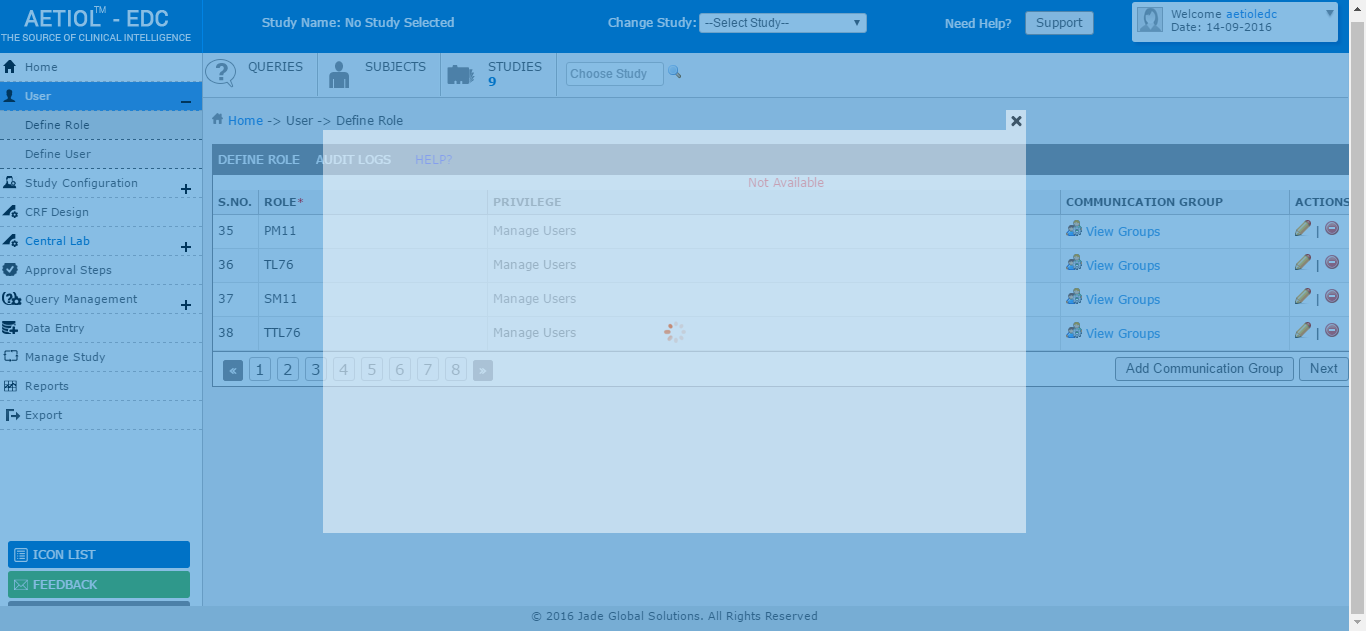 AETIOL™ - EDC
THE SOURCE OF CLINICAL INTELLIGENCE
Study Name: No Study Selected
Change Study: --Select Study--
Need Help? Support
Welcome aetioledc
Date: 14-09-2016
Home
User
Define Role
Define User
Study Configuration
CRF Design
Central Lab
Approval Steps
Query Management
Data Entry
Manage Study
Reports
Export
ICON LIST
FEEDBACK
QUERIES
SUBJECTS
STUDIES
9
Choose Study
Home -> User -> Define Role
DEFINE ROLE AUDIT LOGS HELP?
Not Available
S.NO. ROLE* PRIVILEGE COMMUNICATION GROUP ACTIONS
35 PM11 Manage Users View Groups |
36 TL76 Manage Users View Groups |
37 SM11 Manage Users View Groups |
38 TTL76 Manage Users View Groups |
« 1 2 3 4 5 6 7 8 »
Add Communication Group Next
© 2016 Jade Global Solutions. All Rights Reserved